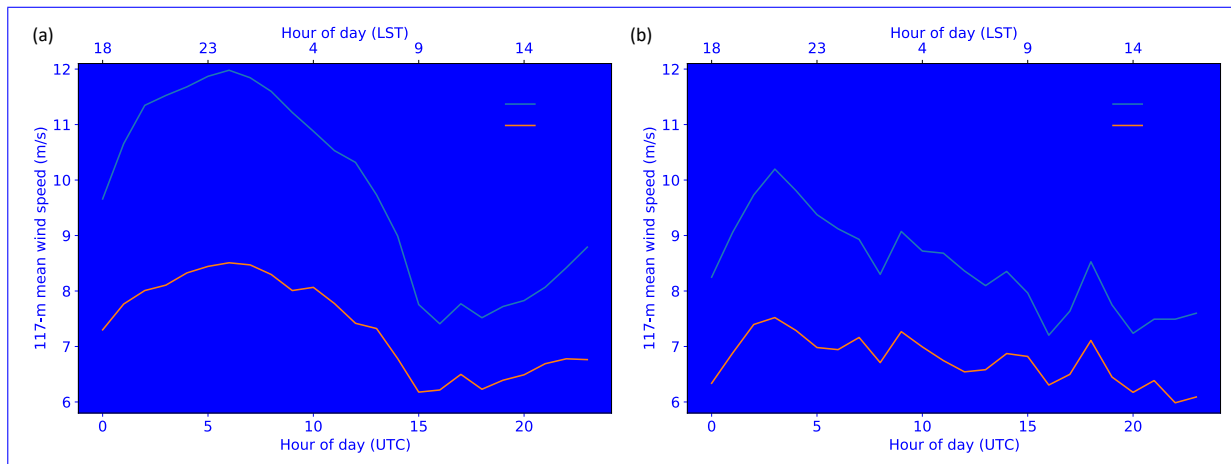 (a)
Hour of day (LST)
18 23 4 9 14
12
11
10
9
8
7
6
117-m mean wind speed (m/s)
0 5 10 15 20
Hour of day (UTC)
(b)
Hour of day (LST)
18 23 4 9 14
12
11
10
9
8
7
6
117-m mean wind speed (m/s)
0 5 10 15 20
Hour of day (UTC)